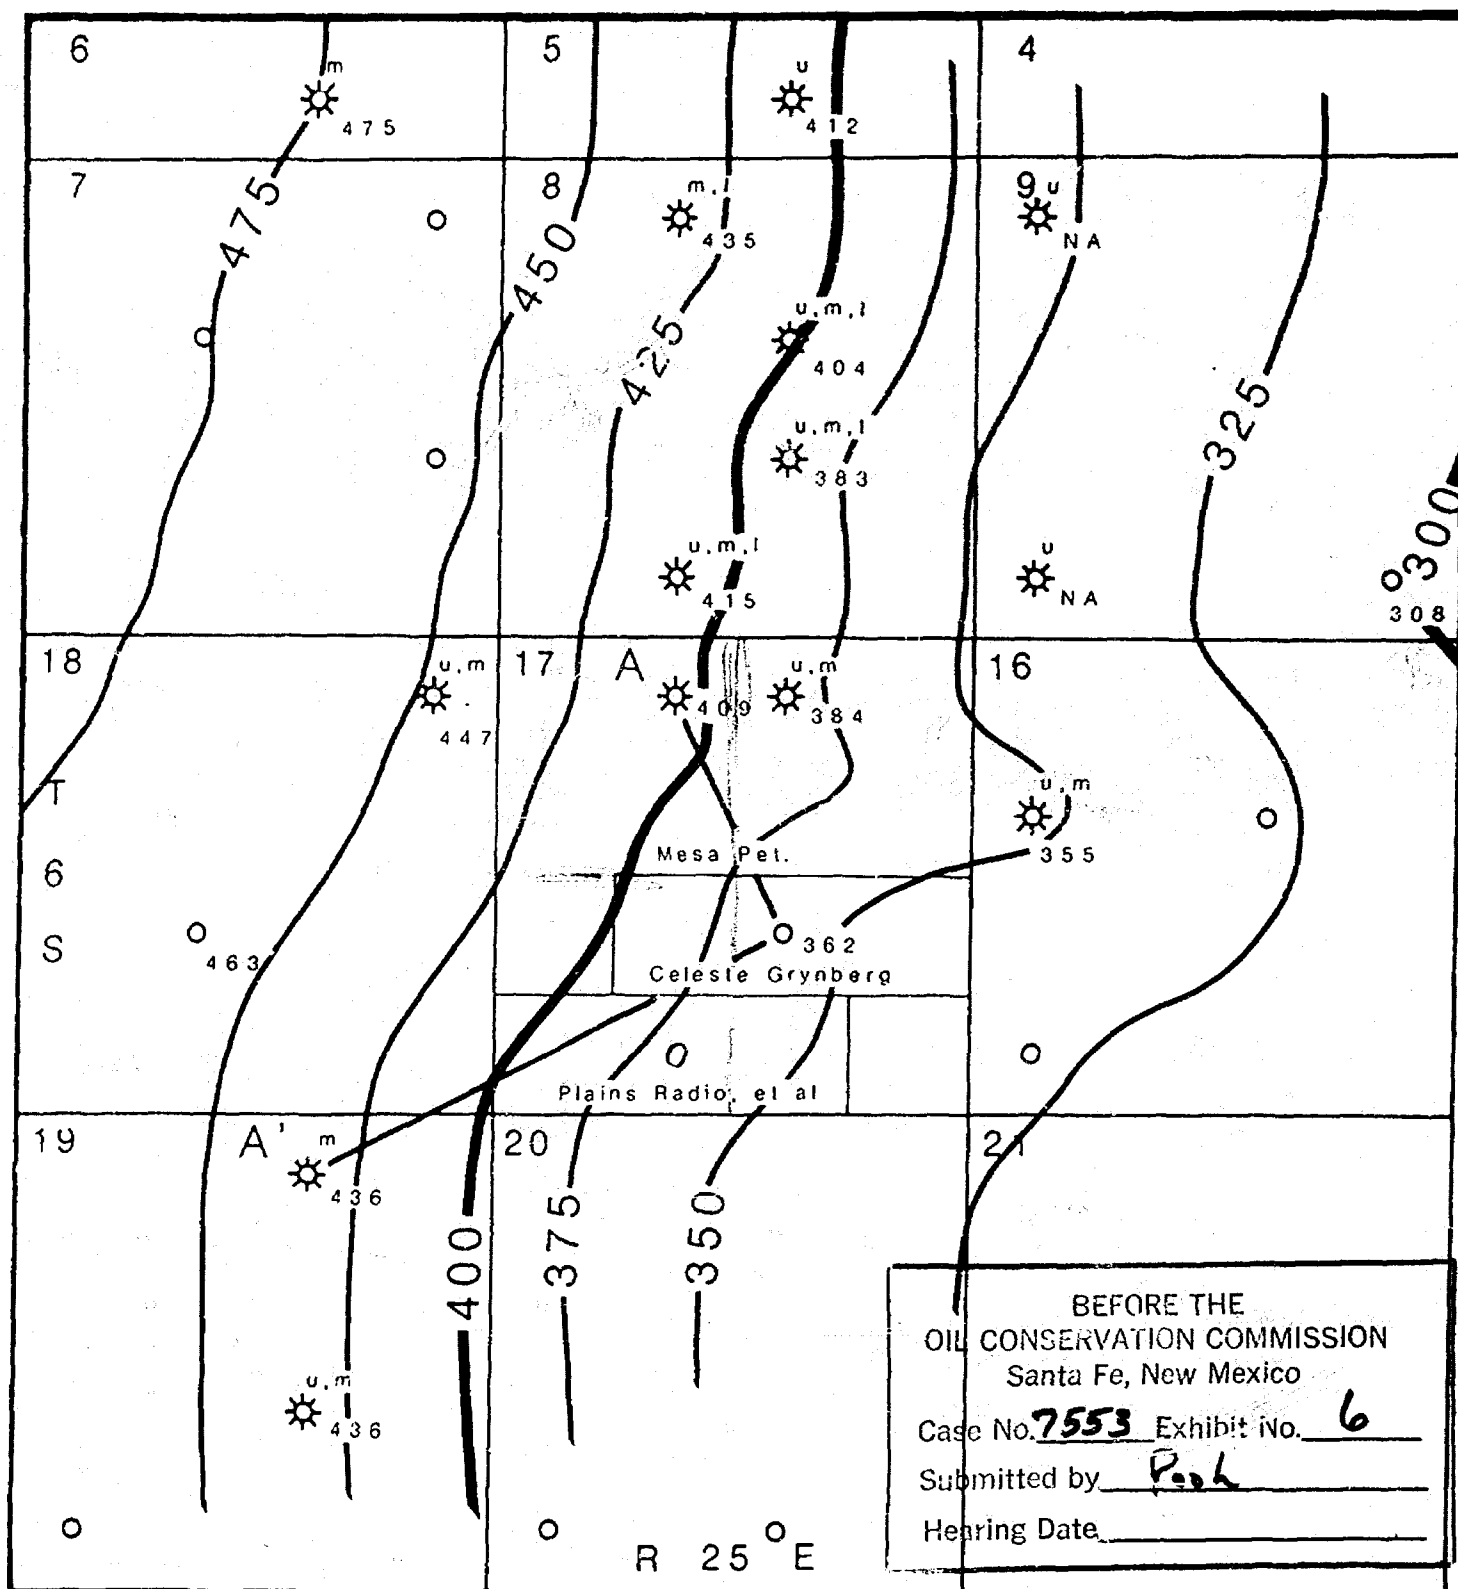 6
5
4
m
475
u
412
7
8
9
m,l
435
u
NA
475
450
425
u,m,l
404
325
u,m,l
383
300
u,m,l
415
u
NA
308
18
17
A
16
u,m
447
409
u,m
384
T
6
S
u,m
355
Mesa Pet.
463
362
Celeste Grynberg
Plains Radio, et al
19
A'
m
436
20
21
400
375
350
u,m
436
R 25 E
BEFORE THE
OIL CONSERVATION COMMISSION
Santa Fe, New Mexico
Case No. 7553 Exhibit No. 6
Submitted by
Hearing Date